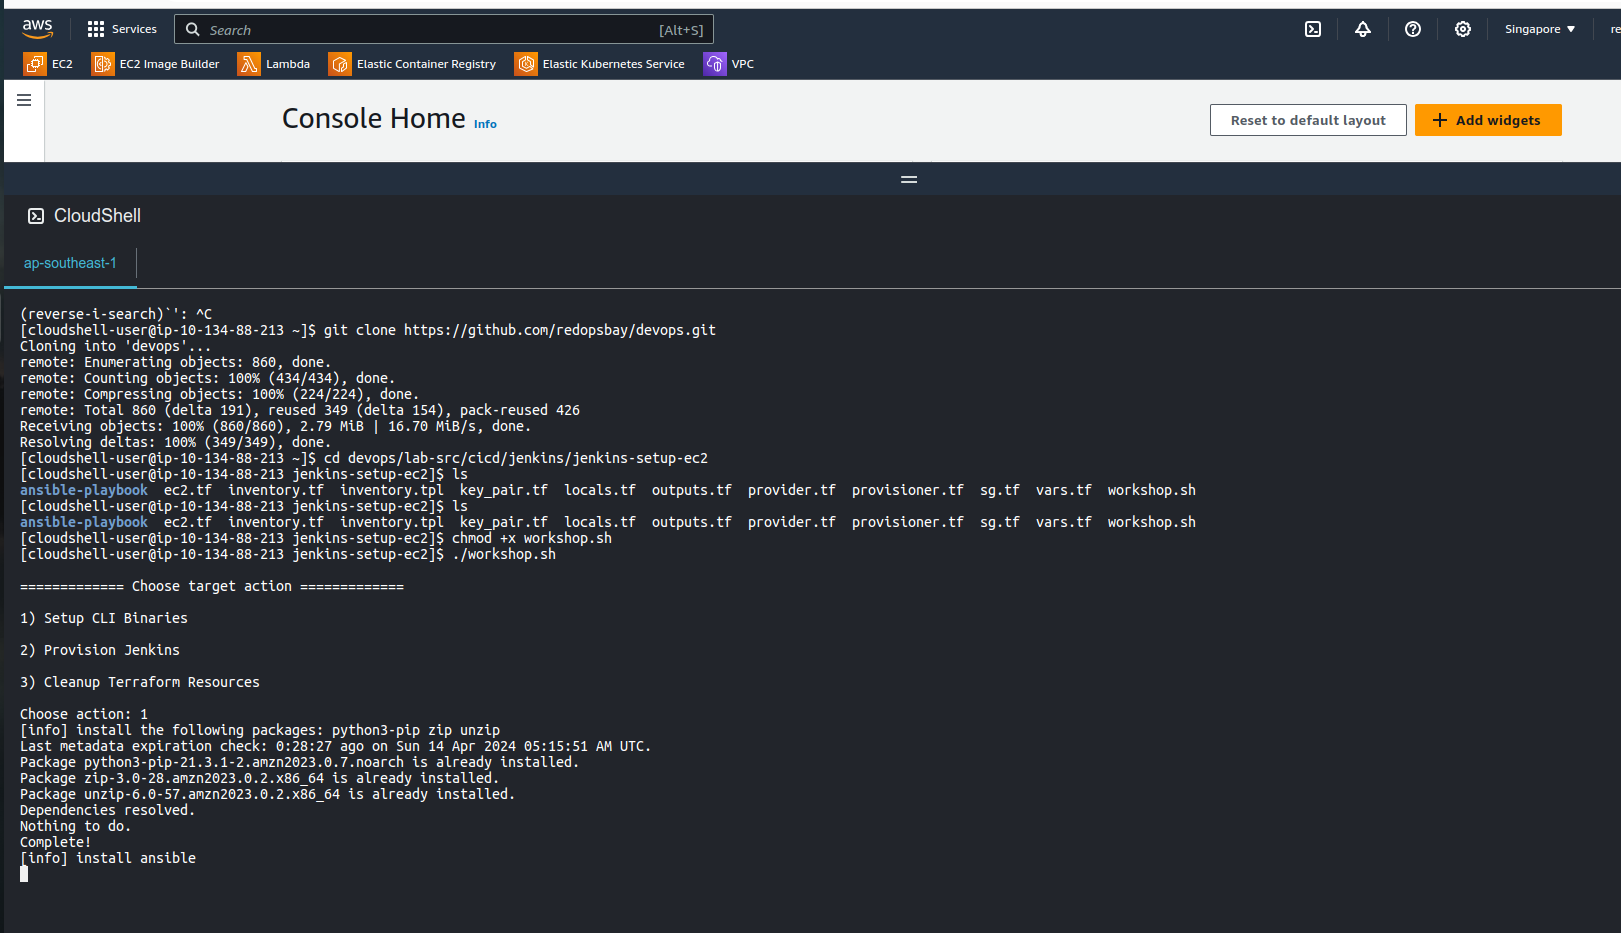 aws
Services
Search
[Alt+S]
Singapore
re
EC2
EC2 Image Builder
Lambda
Elastic Container Registry
Elastic Kubernetes Service
VPC
Console Home Info
Reset to default layout
Add widgets
CloudShell
ap-southeast-1
(reverse-i-search)`': ^C
[cloudshell-user@ip-10-134-88-213 ~]$ git clone https://github.com/redopsbay/devops.git
Cloning into 'devops'...
remote: Enumerating objects: 860, done.
remote: Counting objects: 100% (434/434), done.
remote: Compressing objects: 100% (224/224), done.
remote: Total 860 (delta 191), reused 349 (delta 154), pack-reused 426
Receiving objects: 100% (860/860), 2.79 MiB | 16.70 MiB/s, done.
Resolving deltas: 100% (349/349), done.
[cloudshell-user@ip-10-134-88-213 ~]$ cd devops/lab-src/cicd/jenkins/jenkins-setup-ec2
[cloudshell-user@ip-10-134-88-213 jenkins-setup-ec2]$ ls
ansible-playbook  ec2.tf  inventory.tf  inventory.tpl  key_pair.tf  locals.tf  outputs.tf  provider.tf  provisioner.tf  sg.tf  vars.tf  workshop.sh
[cloudshell-user@ip-10-134-88-213 jenkins-setup-ec2]$ ls
ansible-playbook  ec2.tf  inventory.tf  inventory.tpl  key_pair.tf  locals.tf  outputs.tf  provider.tf  provisioner.tf  sg.tf  vars.tf  workshop.sh
[cloudshell-user@ip-10-134-88-213 jenkins-setup-ec2]$ chmod +x workshop.sh
[cloudshell-user@ip-10-134-88-213 jenkins-setup-ec2]$ ./workshop.sh
============= Choose target action =============
1) Setup CLI Binaries
2) Provision Jenkins
3) Cleanup Terraform Resources
Choose action: 1
[info] install the following packages: python3-pip zip unzip
Last metadata expiration check: 0:28:27 ago on Sun 14 Apr 2024 05:15:51 AM UTC.
Package python3-pip-21.3.1-2.amzn2023.0.7.noarch is already installed.
Package zip-3.0-28.amzn2023.0.2.x86_64 is already installed.
Package unzip-6.0-57.amzn2023.0.2.x86_64 is already installed.
Dependencies resolved.
Nothing to do.
Complete!
[info] install ansible